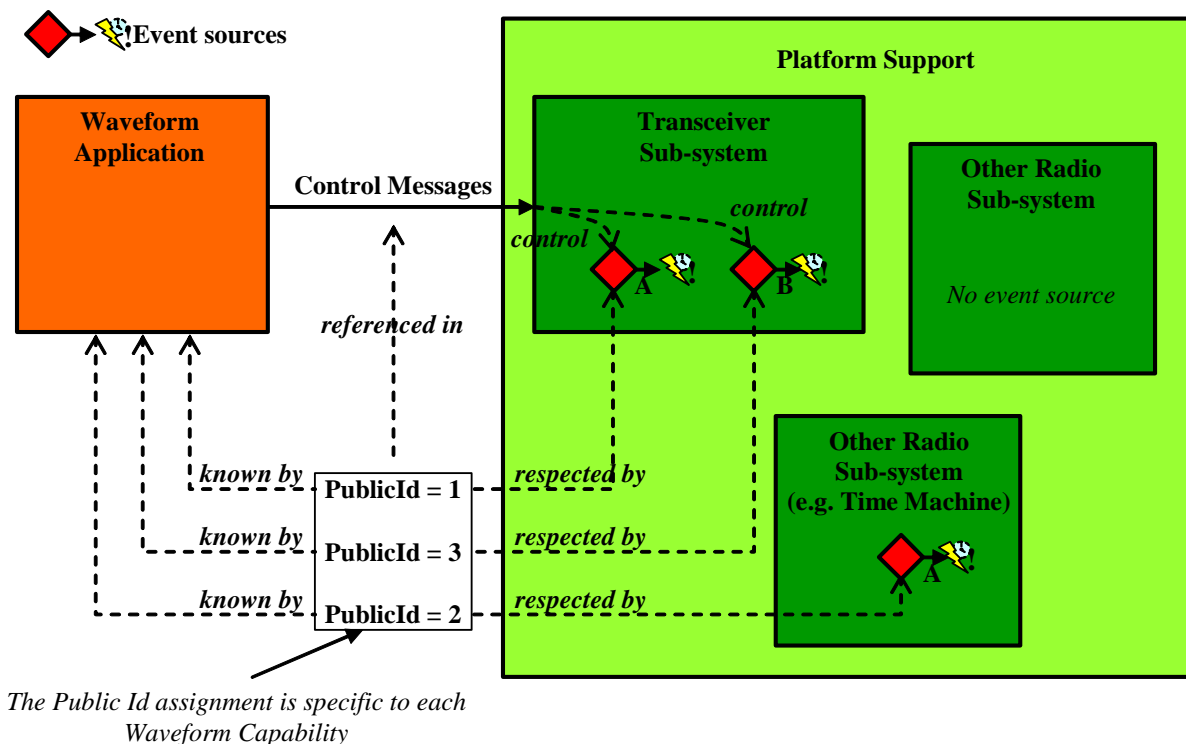 Event sources
Platform Support
Waveform
Application
Transceiver
Sub-system
Other Radio
Sub-system
Control Messages
control
control
A
B
No event source
referenced in
Other Radio
Sub-system
(e.g. Time Machine)
known by
PublicId = 1
respected by
known by
PublicId = 3
respected by
A
known by
PublicId = 2
respected by
The Public Id assignment is specific to each
Waveform Capability